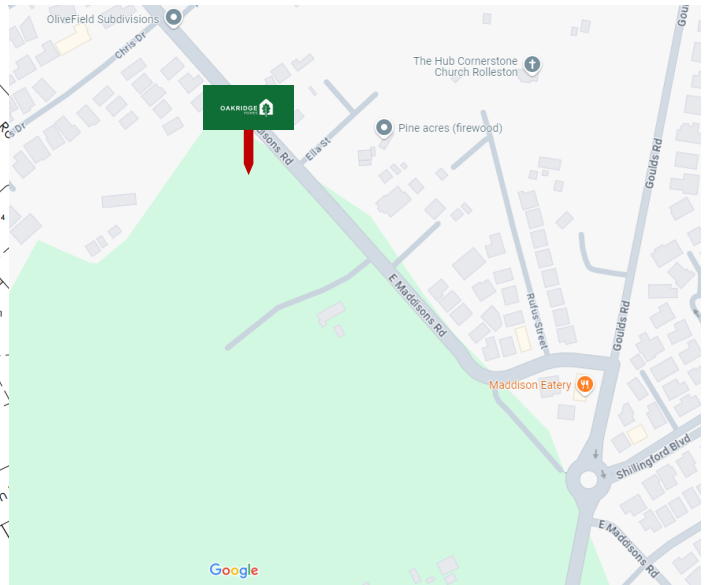 OliveField Subdivisions
Chris Dr
The Hub Cornerstone
Church Rolleston
OAKRIDGE
HOMES
Pine acres (firewood)
Ella St
Goulds Rd
E Maddisons Rd
Rufus Street
Goulds Rd
Maddison Eatery
Shillingford Blvd
E Maddisons Rd
Google